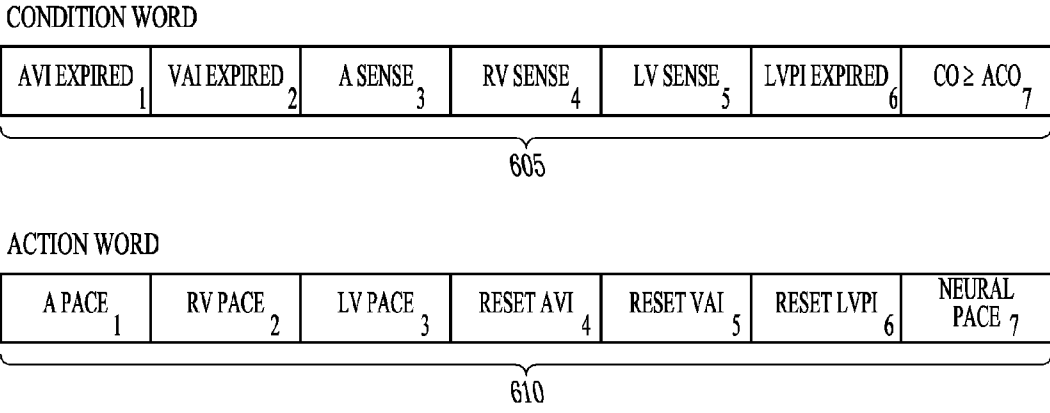 CONDITION WORD
AVI EXPIRED 1 VAI EXPIRED 2 A SENSE 3 RV SENSE 4 LV SENSE 5 LVPI EXPIRED 6 CO ≥ ACO 7
605
ACTION WORD
A PACE 1 RV PACE 2 LV PACE 3 RESET AVI 4 RESET VAI 5 RESET LVPI 6 NEURAL
PACE 7
610